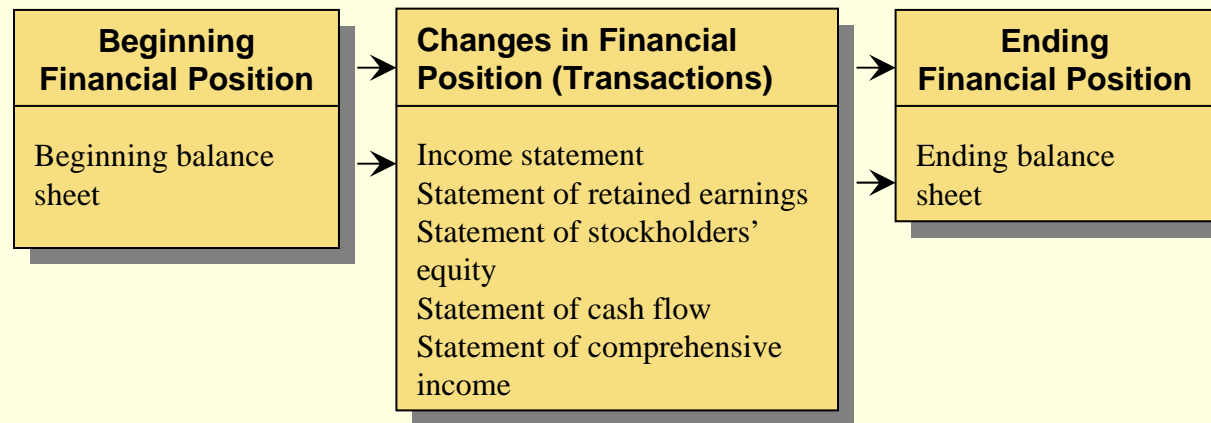 Beginning
Financial Position
Beginning balance
sheet
Changes in Financial
Position (Transactions)
Income statement
Statement of retained earnings
Statement of stockholders’
equity
Statement of cash flow
Statement of comprehensive
income
Ending
Financial Position
Ending balance
sheet